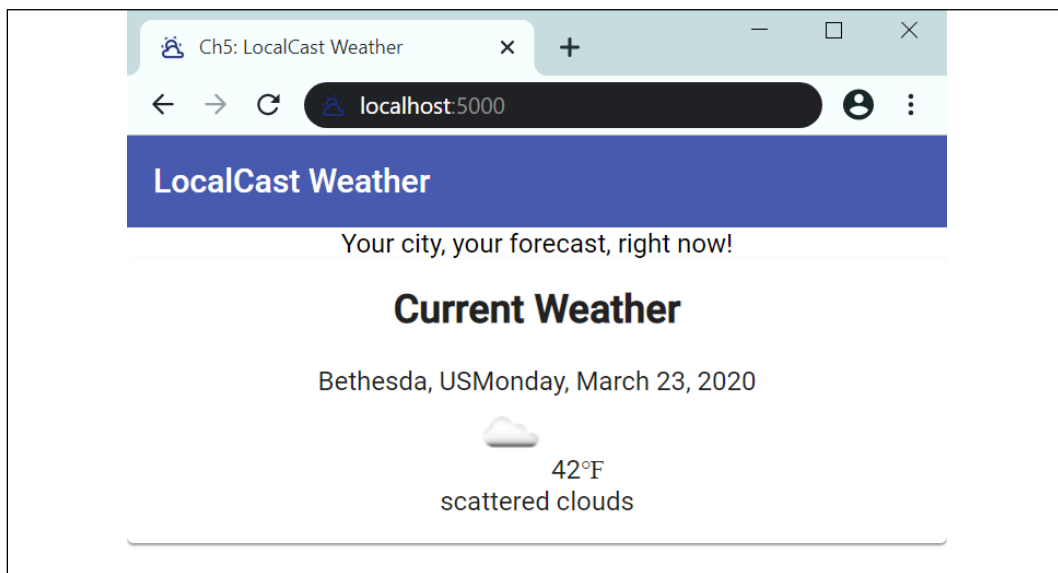 Ch5: LocalCast Weather
localhost:5000
LocalCast Weather
Your city, your forecast, right now!
Current Weather
Bethesda, USMonday, March 23, 2020
42°F
scattered clouds